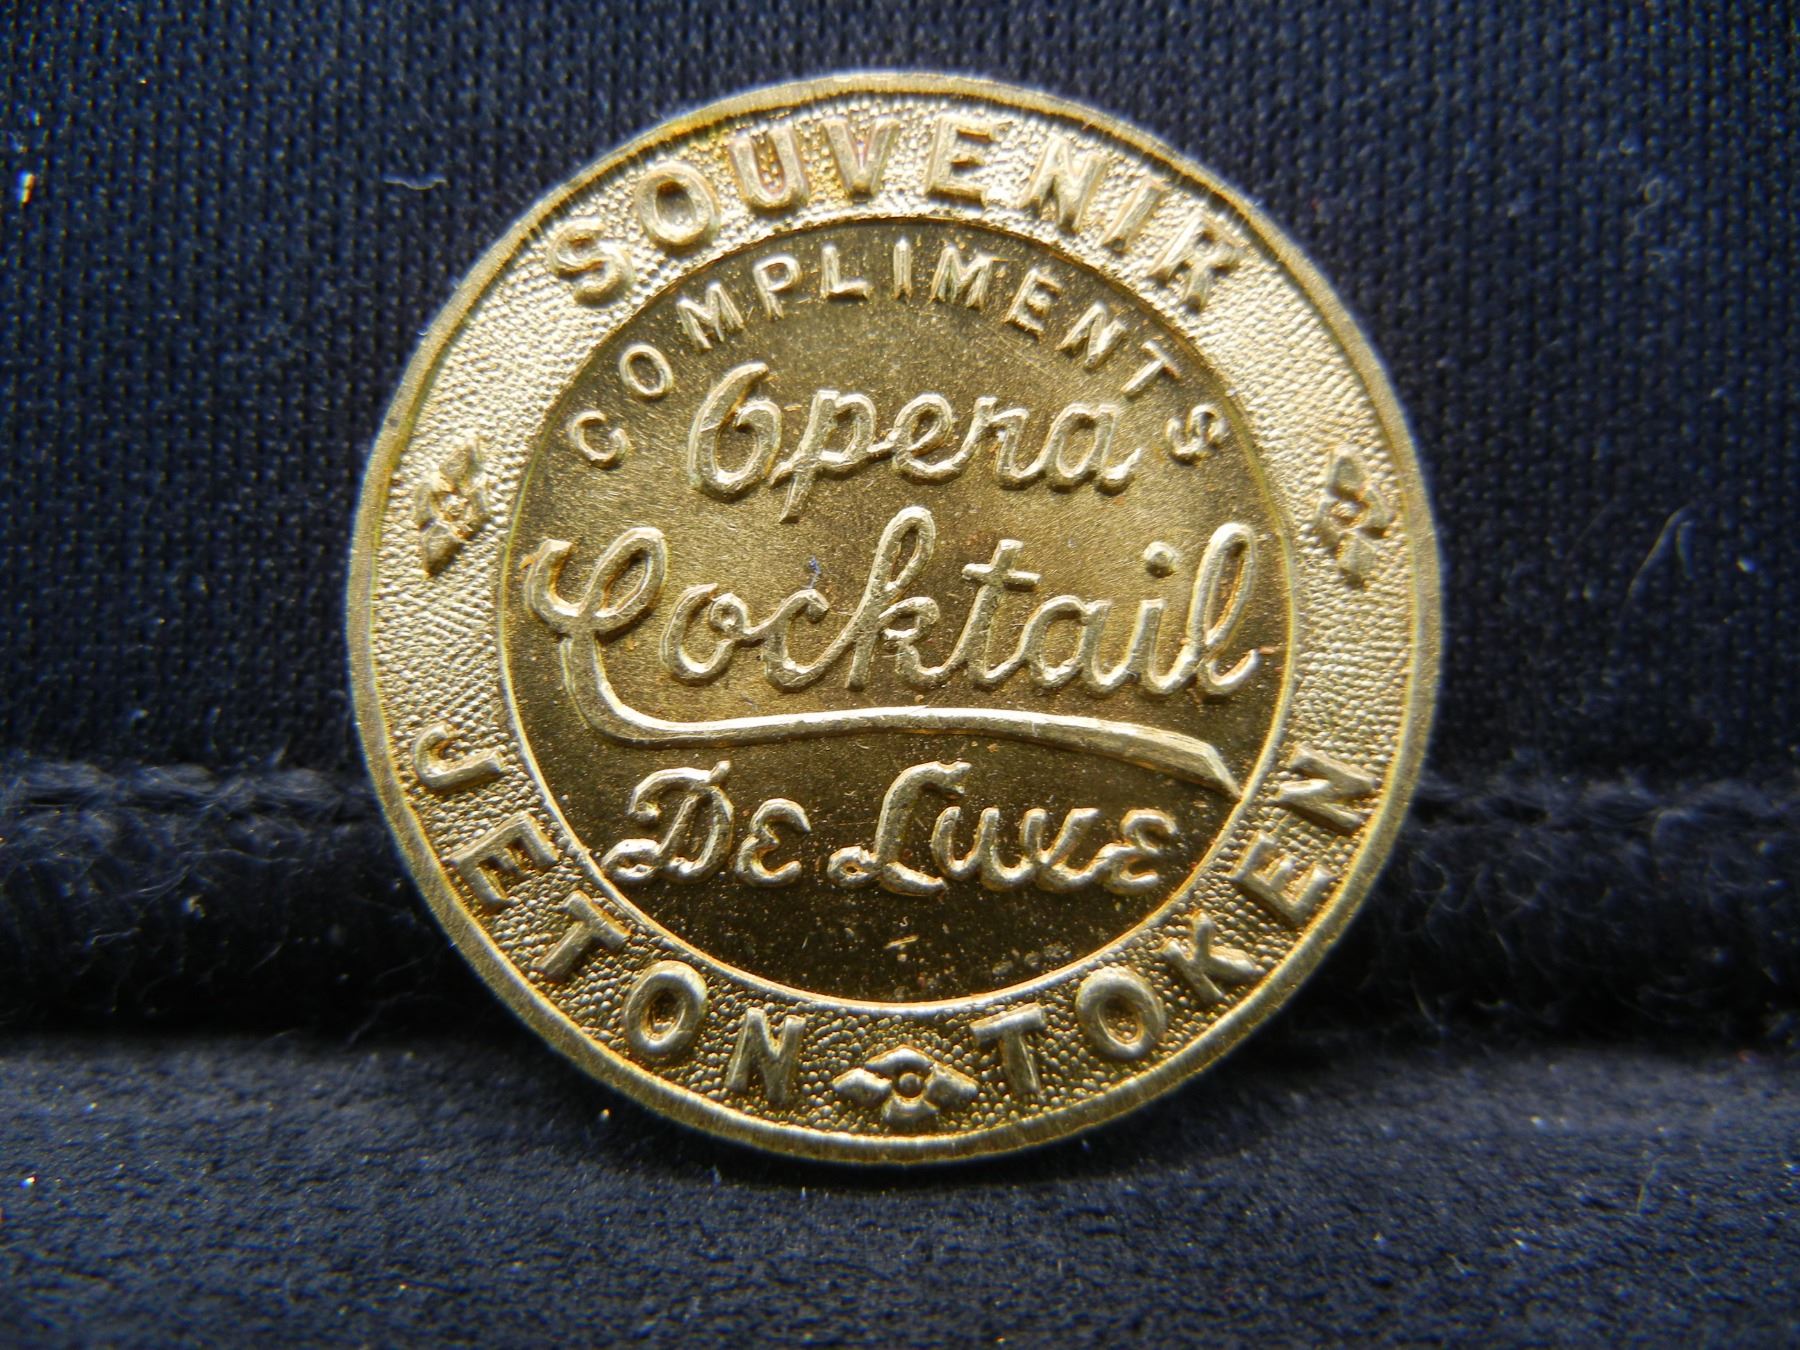 SOUVENIR
COMPLIMENTS
Opera
Cocktail
De Luxe
JETON TOKEN